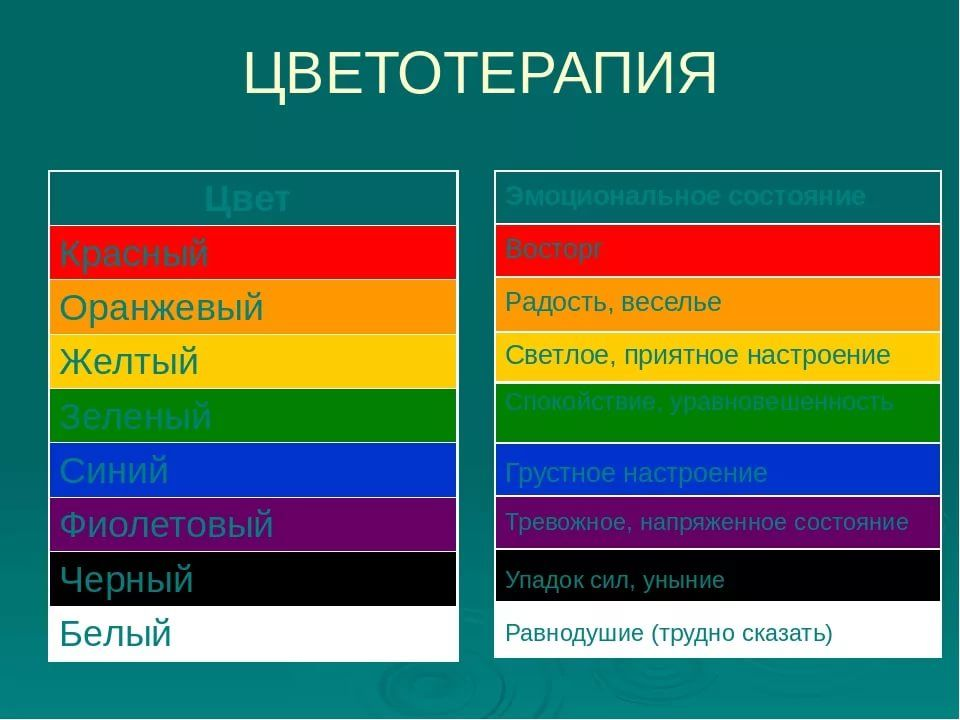 ЦВЕТОТЕРАПИЯ
Цвет
Красный
Оранжевый
Желтый
Зеленый
Синий
Фиолетовый
Черный
Белый
Эмоциональное состояние
Восторг
Радость, веселье
Светлое, приятное настроение
Спокойствие, уравновешенность
Грустное настроение
Тревожное, напряженное состояние
Упадок сил, уныние
Равнодушие (трудно сказать)